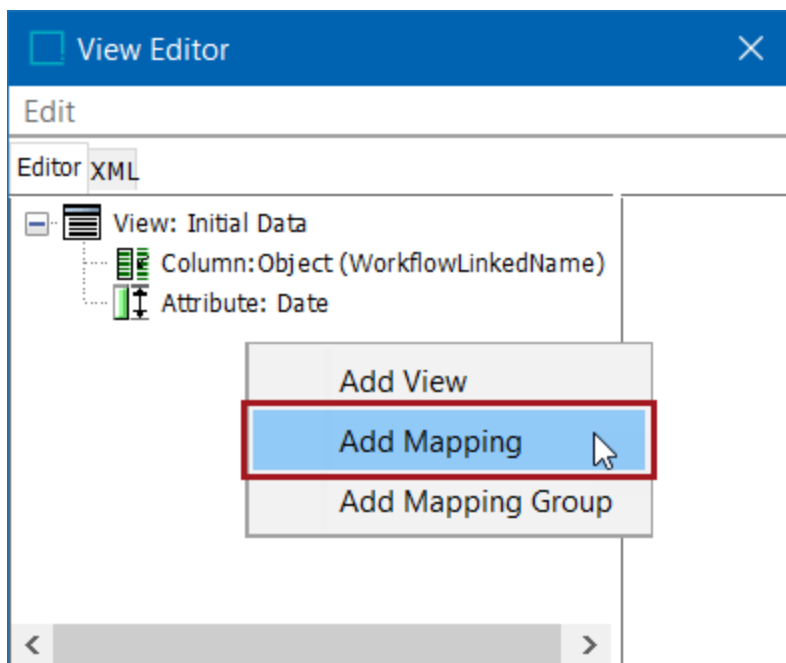 View Editor
Edit
Editor XML
View: Initial Data
Column:Object (WorkflowLinkedName)
Attribute: Date
Add View
Add Mapping
Add Mapping Group